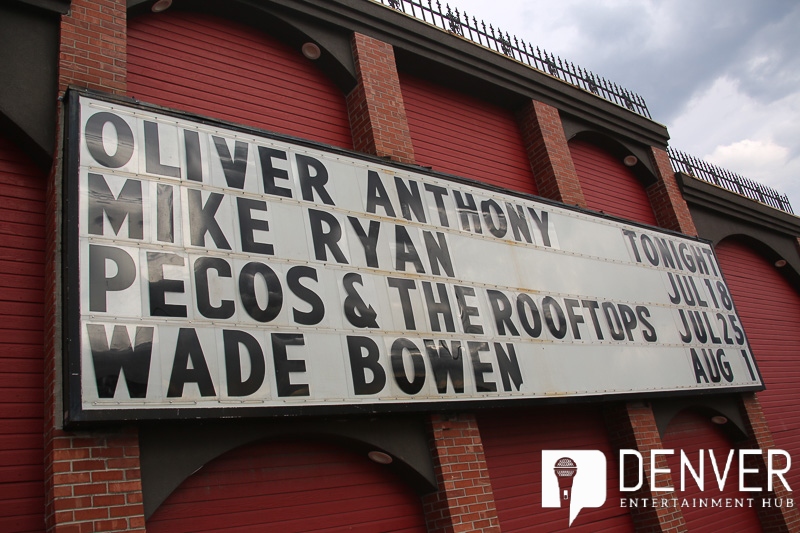 OLIVER ANTHONY TONIGHT
MIKE RYAN JUL 18
PECOS & THE ROOFTOPS JUL 25
WADE BOWEN AUG 1
DENVER
ENTERTAINMENT HUB